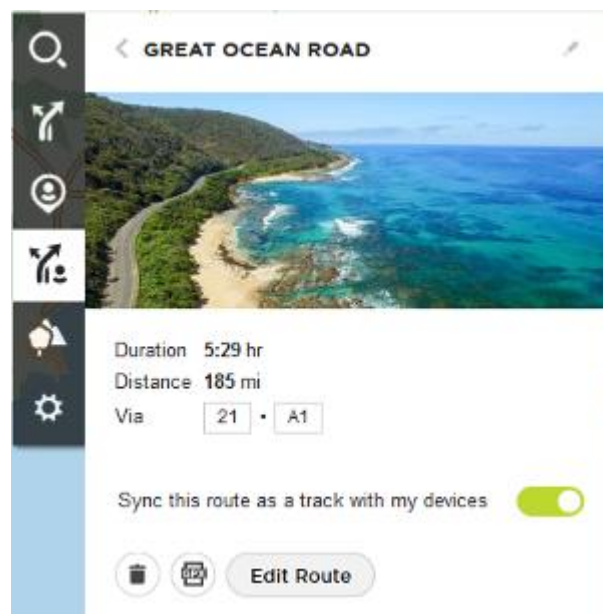 GREAT OCEAN ROAD
Duration 5:29 hr
Distance 185 mi
Via 21 • A1
Sync this route as a track with my devices
GPX Edit Route